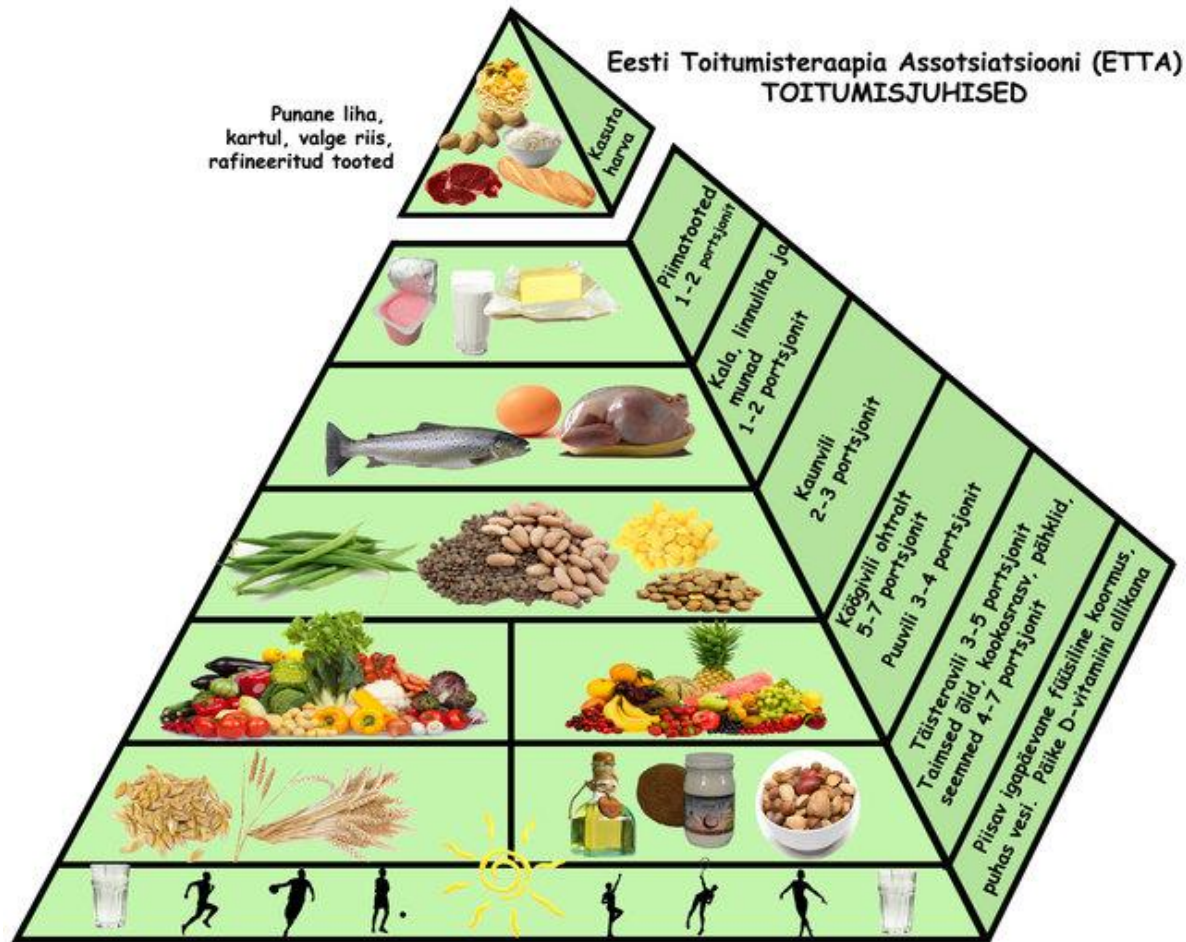 Eesti Toitumisteraapia Assotsiatsiooni (ETTA)
TOITUMISJUHISED
Punane liha,
kartul, valge riis,
rafineeritud tooted
Kasuta
harva
Piimatooted
1-2 portsjonit
Kala, linnuliha ja
munad
1-2 portsjonit
Kaunvili
2-3 portsjonit
Köögivili ohtralt
5-7 portsjonit
Puuvili 3-4 portsjonit
Täisteravili 3-5 portsjonit
Taimsed õlid, kookosrasv, pähklid,
seemned 4-7 portsjonit
Piisav igapäevane füüsiline koormus,
puhas vesi. Päike D-vitamiini allikana